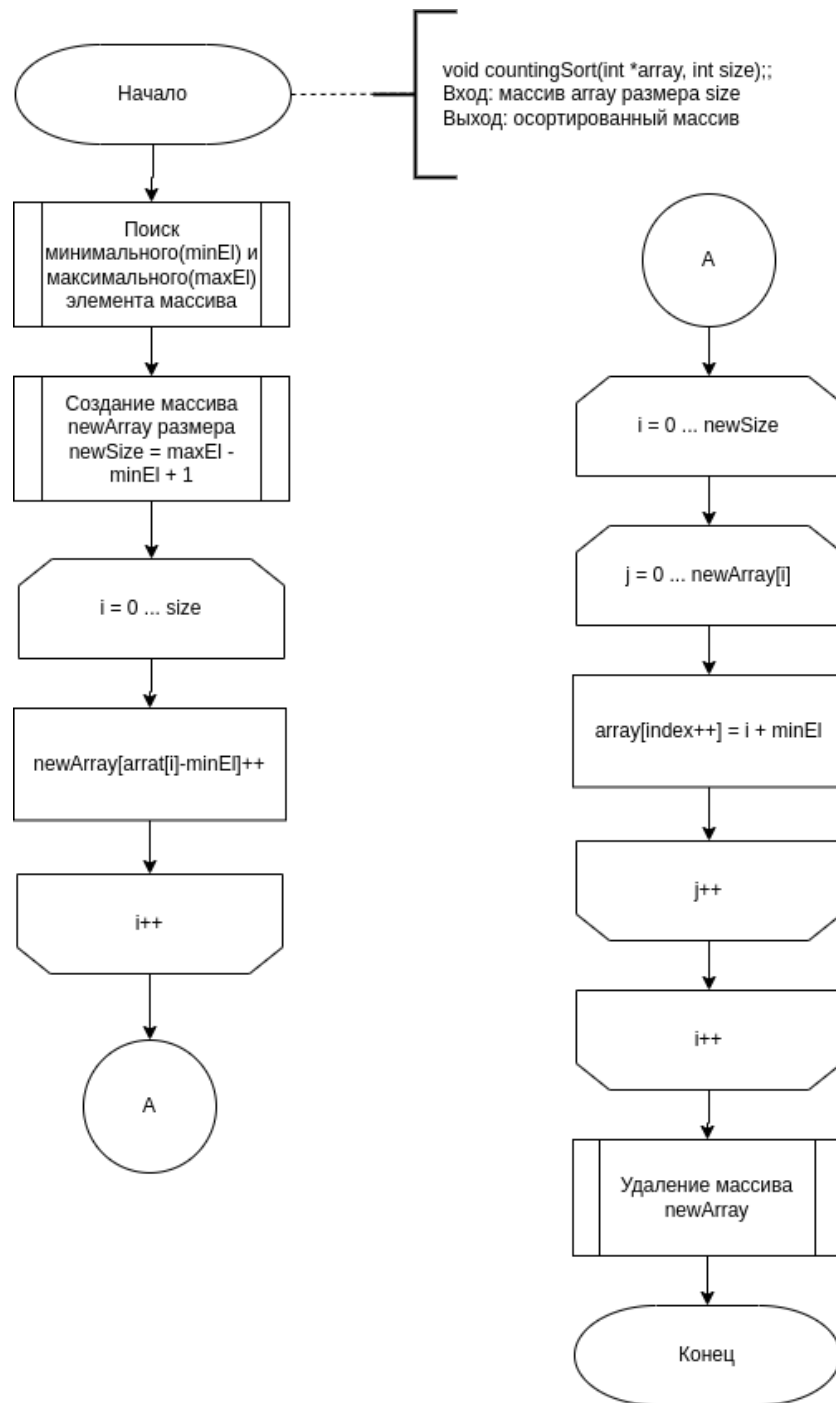 Начало
void countingSort(int *array, int size);;
Вход: массив array размера size
Выход: осортированный массив
Поиск
минимального(minEl) и
максимального(maxEl)
элемента массива
Создание массива
newArray размера
newSize = maxEl -
minEl + 1
i = 0 ... size
newArray[arrat[i]-minEl]++
i++
A
A
i = 0 ... newSize
j = 0 ... newArray[i]
array[index++] = i + minEl
j++
i++
Удаление массива
newArray
Конец